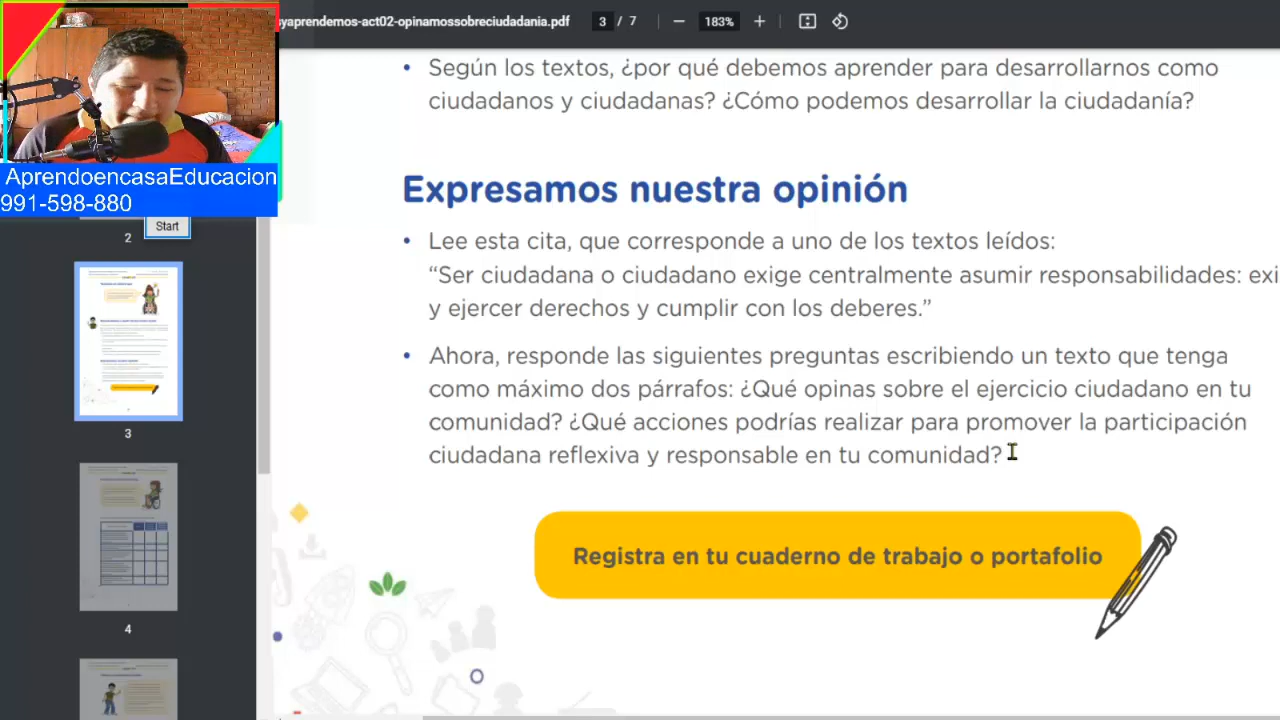 yaprendemos-act02-opinamossobreciudadania.pdf
3 / 7
183%
AprendoencasaEducacion
991-598-880
Start
2
3
4
• Según los textos, ¿por qué debemos aprender para desarrollarnos como
ciudadanos y ciudadanas? ¿Cómo podemos desarrollar la ciudadanía?
Expresamos nuestra opinión
• Lee esta cita, que corresponde a uno de los textos leídos:
“Ser ciudadana o ciudadano exige centralmente asumir responsabilidades: exi
y ejercer derechos y cumplir con los deberes.”
• Ahora, responde las siguientes preguntas escribiendo un texto que tenga
como máximo dos párrafos: ¿Qué opinas sobre el ejercicio ciudadano en tu
comunidad? ¿Qué acciones podrías realizar para promover la participación
ciudadana reflexiva y responsable en tu comunidad?
Registra en tu cuaderno de trabajo o portafolio